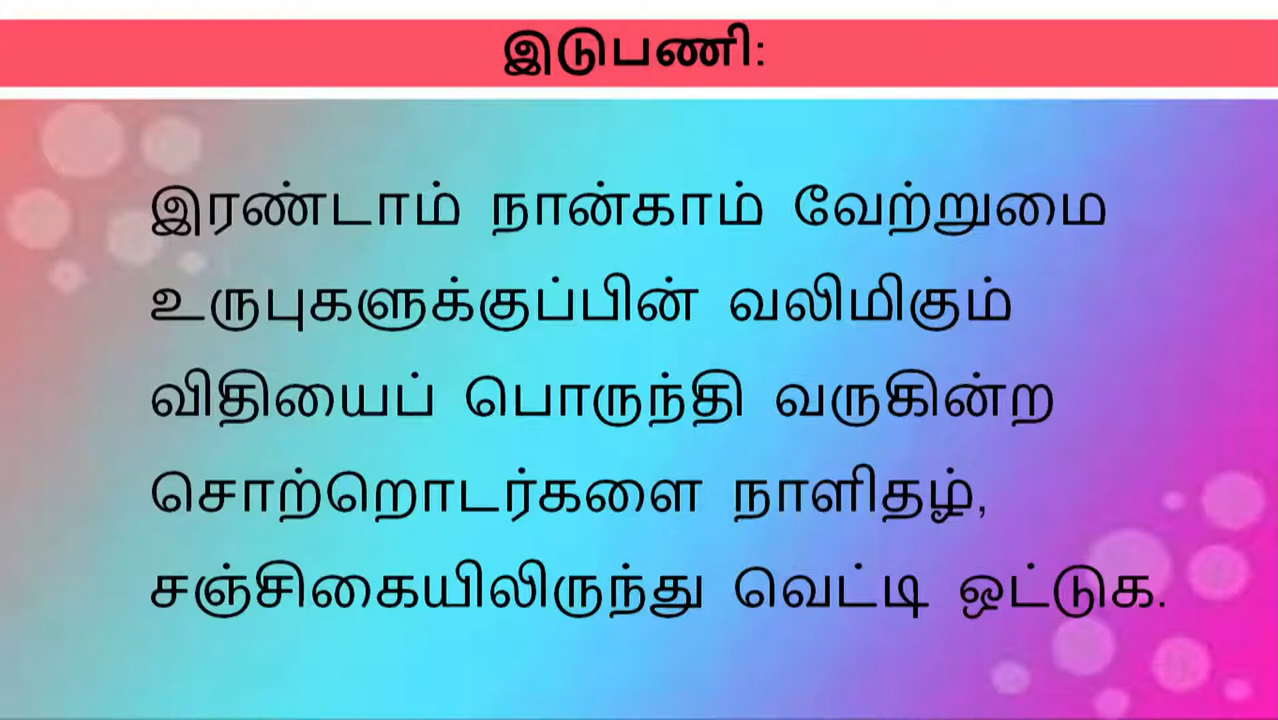 இடுபணி:
இரண்டாம் நான்காம் வேற்றுமை
உருபுகளுக்குப்பின் வலிமிகும்
விதியைப் பொருந்தி வருகின்ற
சொற்றொடர்களை நாளிதழ்,
சஞ்சிகையிலிருந்து வெட்டி ஒட்டுக.